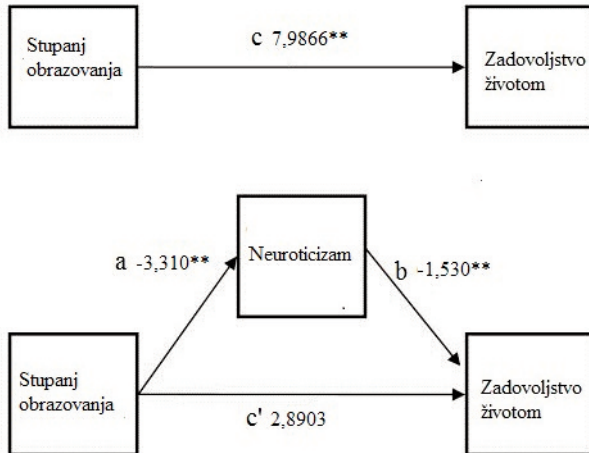 Stupanj
obrazovanja
c 7,9866**
Zadovoljstvo
životom
Neuroticizam
a -3,310**
b -1,530**
Stupanj
obrazovanja
c' 2,8903
Zadovoljstvo
životom